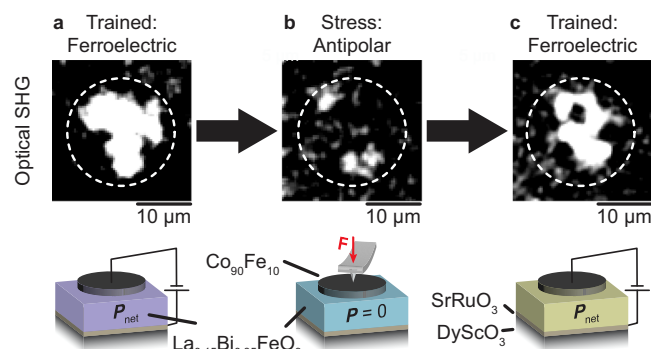 a Trained: Ferroelectric
b Stress: Antipolar
c Trained: Ferroelectric
Optical SHG
10 µm
10 µm
10 µm
F
Co90Fe10
Pnet
P = 0
Pnet
SrRuO3
DyScO3